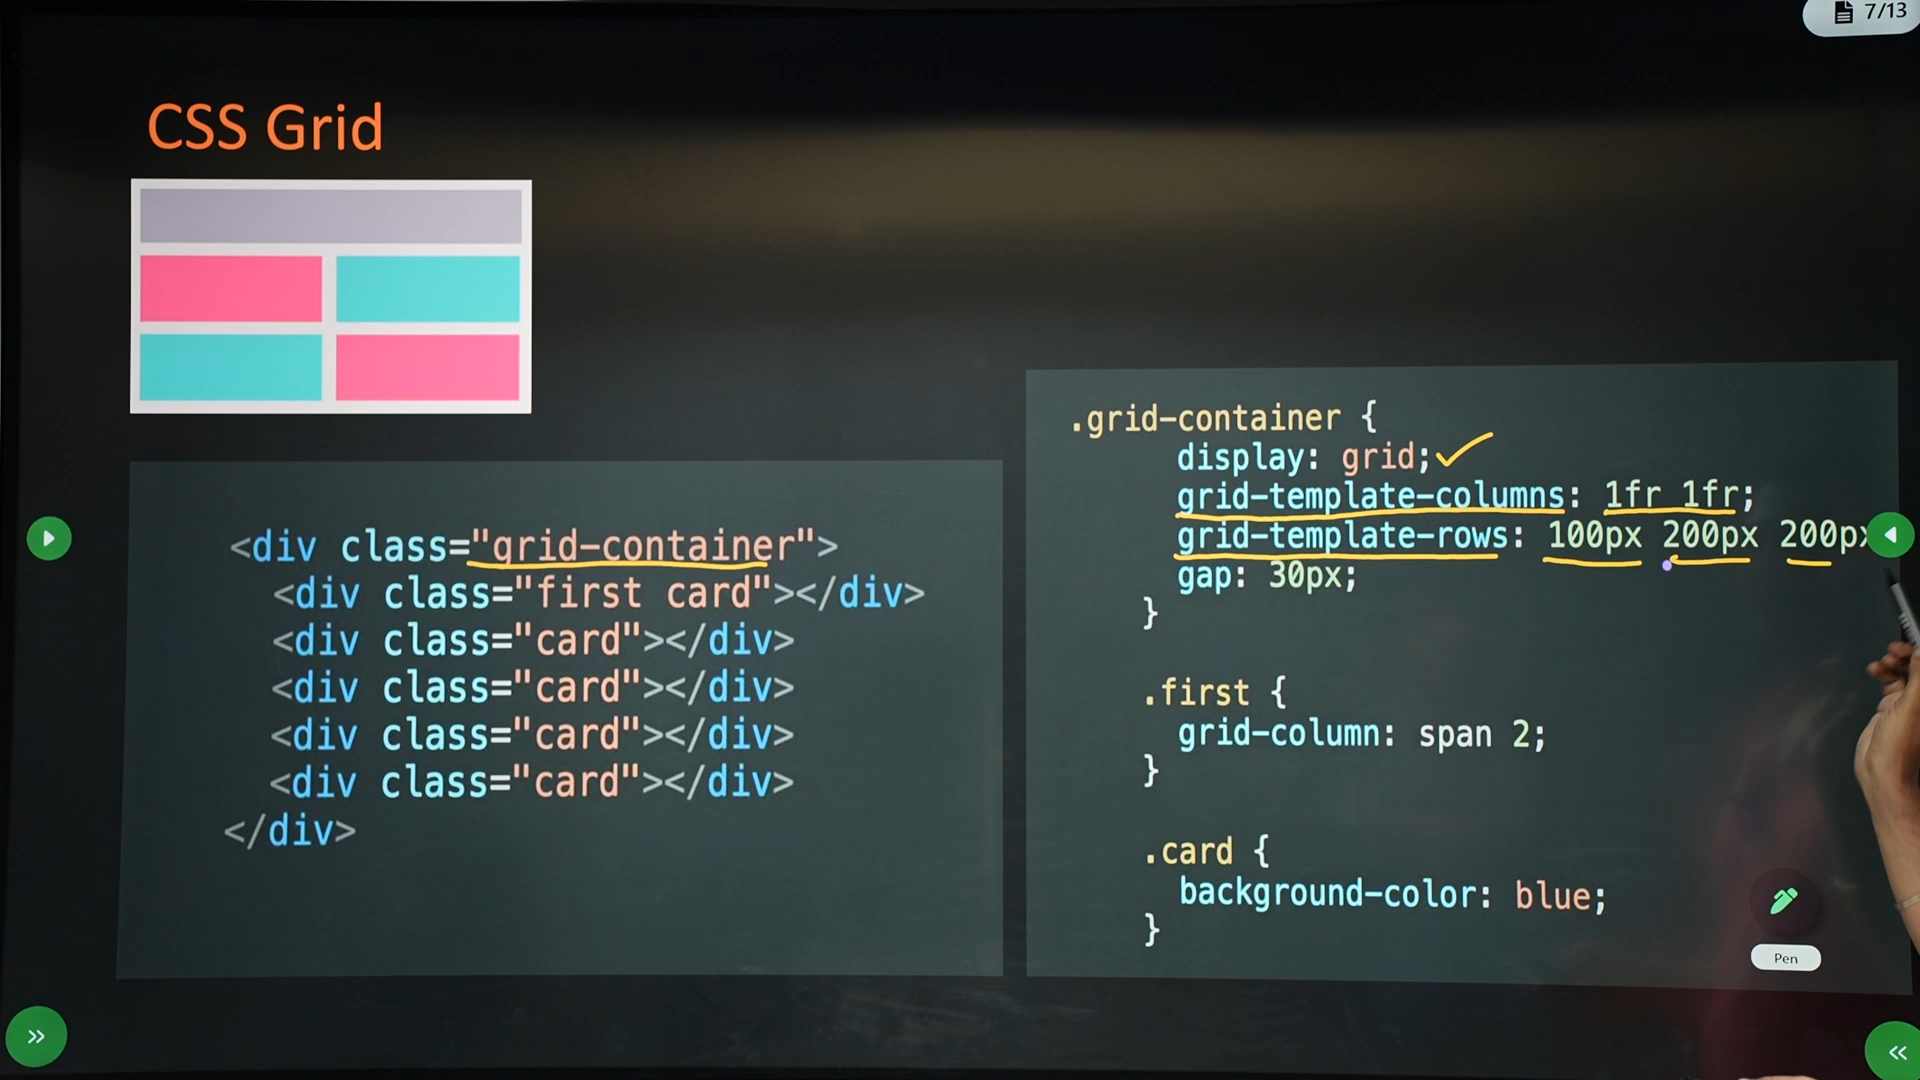 7/13
CSS Grid
<div class="grid-container">
<div class="first card"></div>
<div class="card"></div>
<div class="card"></div>
<div class="card"></div>
<div class="card"></div>
</div>
.grid-container {
display: grid;
grid-template-columns: 1fr 1fr;
grid-template-rows: 100px 200px 200px
gap: 30px;
}
.first {
grid-column: span 2;
}
.card {
background-color: blue;
}
Pen